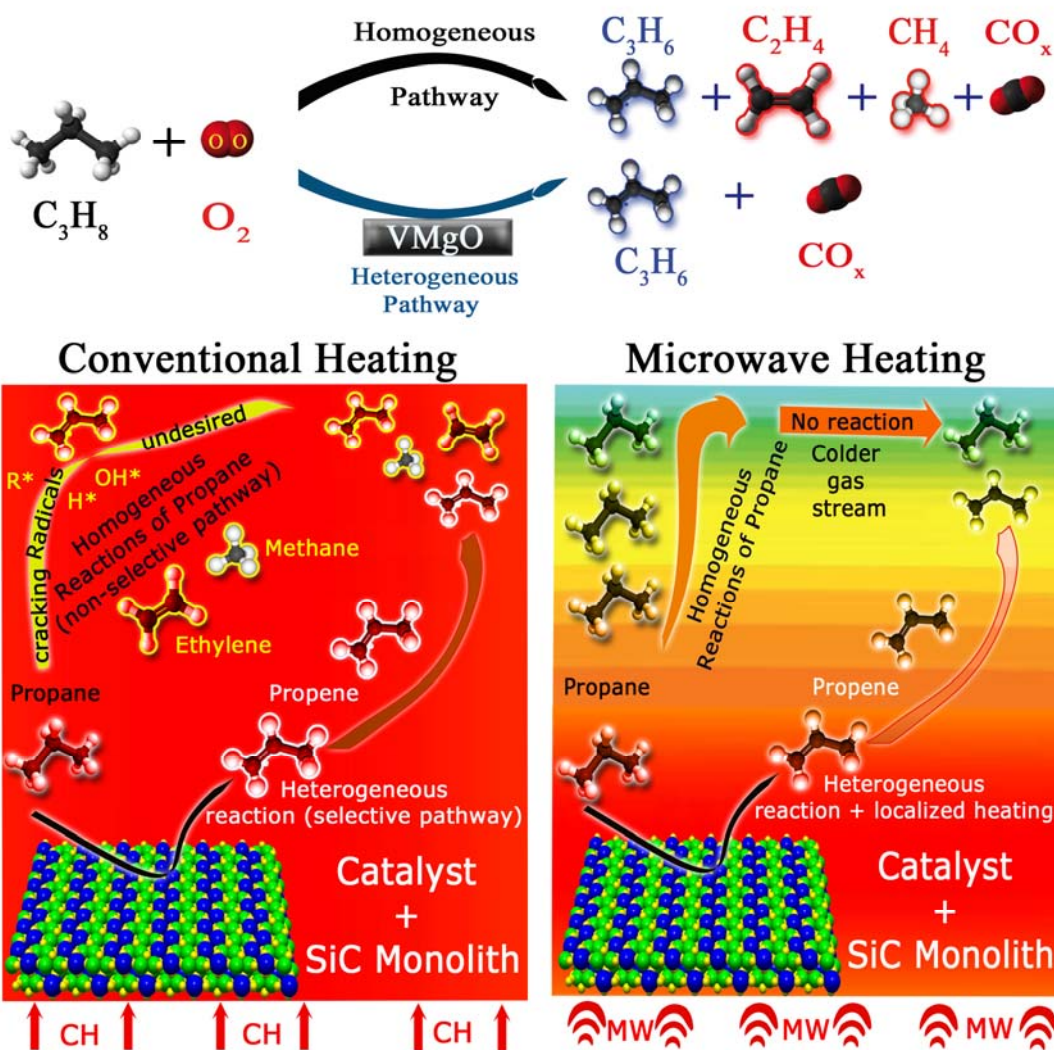 Homogeneous
Pathway
C₃H₆
C₂H₄
CH₄
COₓ
+
+
+
+
O O
C₃H₈
O₂
VMgO
Heterogeneous
Pathway
+
C₃H₆
COₓ
Conventional Heating
cracking Radicals
undesired
R*
H*
OH*
Homogeneous
Reactions of Propane
(non-selective pathway)
Methane
Ethylene
Propane
Propene
Heterogeneous
reaction (selective pathway)
Catalyst
+
SiC Monolith
CH
CH
CH
Microwave Heating
No reaction
Colder
gas
stream
Homogeneous
Reactions of Propane
Propane
Propene
Heterogeneous
reaction + localized heating
Catalyst
+
SiC Monolith
MW
MW
MW